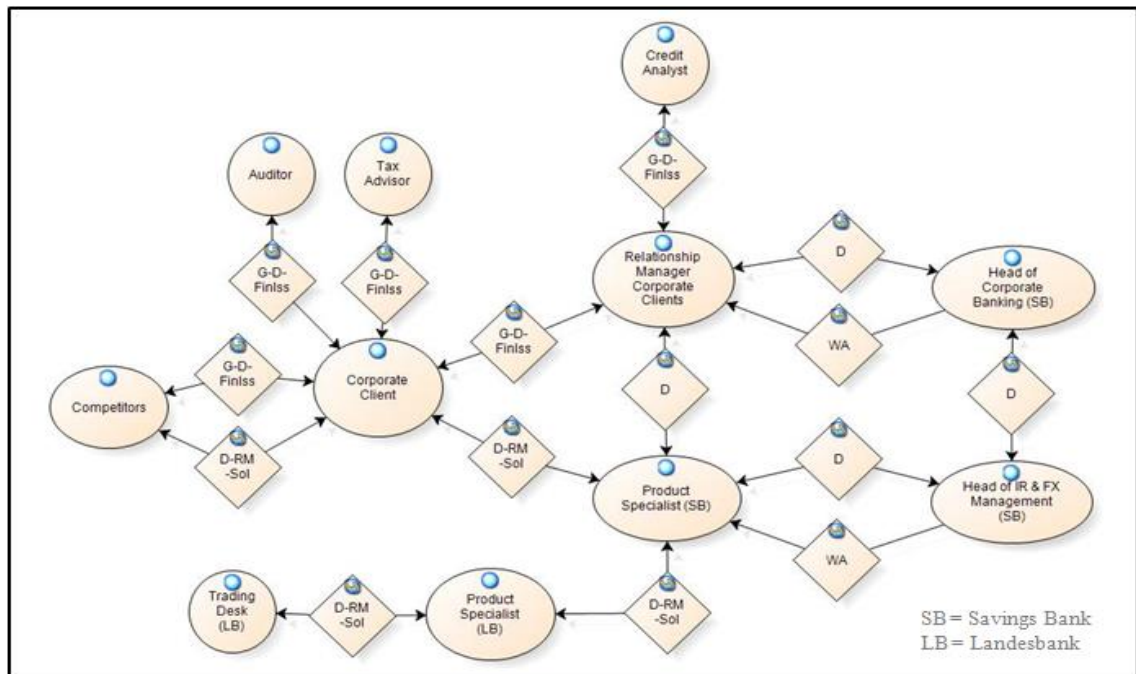 Credit
Analyst
G-D-
FinIss
Auditor
Tax
Advisor
G-D-
FinIss
G-D-
FinIss
Relationship
Manager
Corporate
Clients
D
Head of
Corporate
Banking (SB)
WA
G-D-
FinIss
G-D-
FinIss
Competitors
Corporate
Client
D
D
D-RM
-Sol
D-RM
-Sol
D
Product
Specialist (SB)
Head of IR & FX
Management
(SB)
WA
Trading
Desk
(LB)
D-RM
-Sol
Product
Specialist
(LB)
D-RM
-Sol
SB = Savings Bank
LB = Landesbank